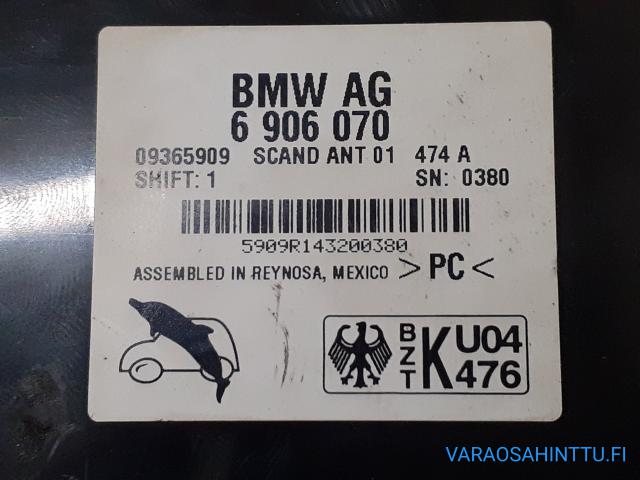 BMW AG
6 906 070
09365909 SCAND ANT 01 474 A
SHIFT: 1 SN: 0380
5909R143200380
ASSEMBLED IN REYNOSA, MEXICO >PC<
BZT K U04 476
VARAOSAHINTTU.FI